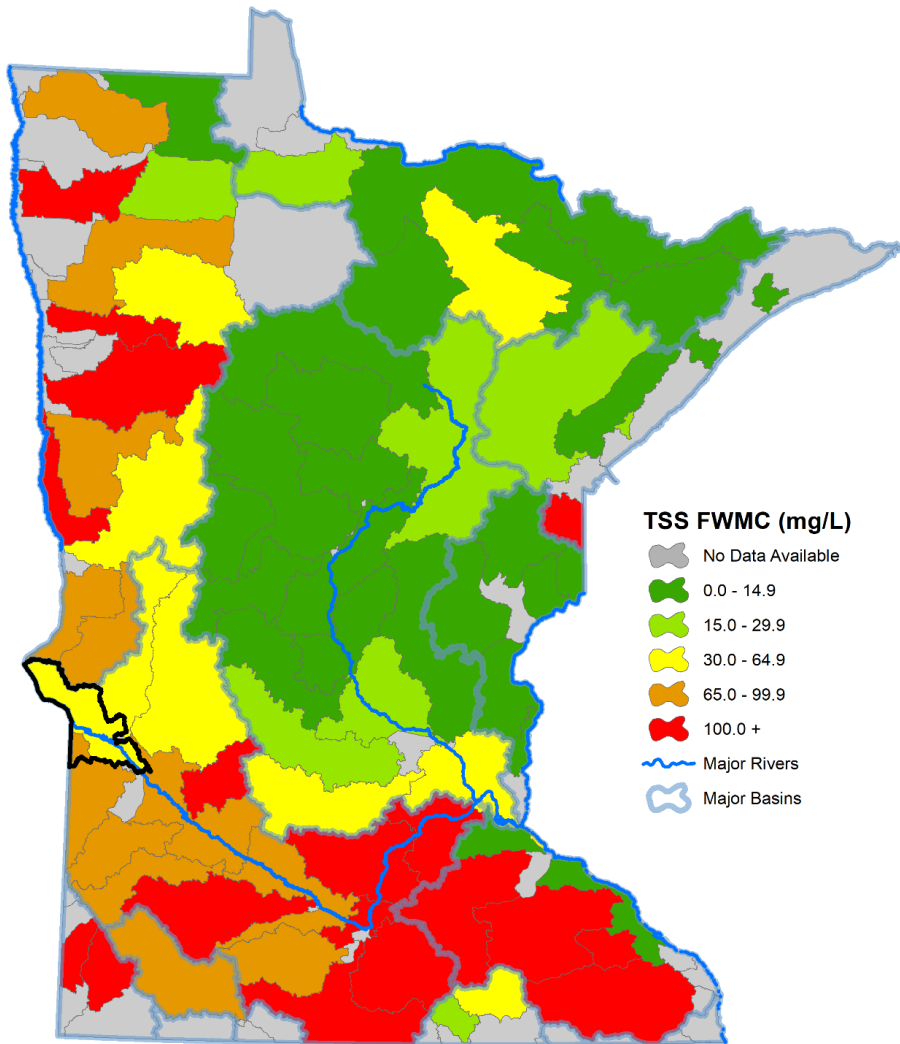 TSS FWMC (mg/L)
No Data Available
0.0 - 14.9
15.0 - 29.9
30.0 - 64.9
65.0 - 99.9
100.0 +
Major Rivers
Major Basins